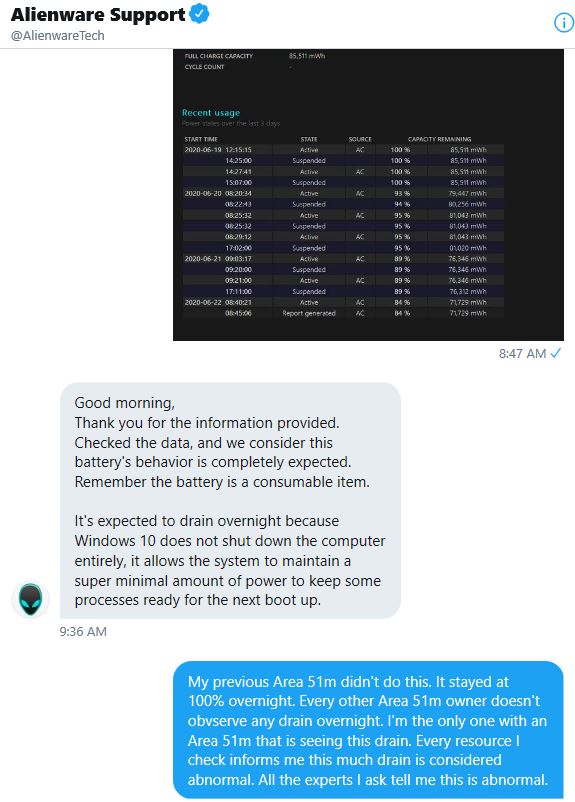 Alienware Support
@AlienwareTech
FULL CHARGE CAPACITY 85,511 mWh
CYCLE COUNT -
Recent usage
Power states over the last 3 days
START TIME STATE SOURCE CAPACITY REMAINING
2020-06-19 12:15:15 Active AC 100 % 85,511 mWh
14:25:00 Suspended 100 % 85,511 mWh
14:27:41 Active AC 100 % 85,511 mWh
15:07:00 Suspended 100 % 85,511 mWh
2020-06-20 08:20:34 Active AC 93 % 79,447 mWh
08:22:43 Suspended 94 % 80,256 mWh
08:25:32 Active AC 95 % 81,043 mWh
08:25:32 Suspended 95 % 81,043 mWh
08:29:12 Active AC 95 % 81,043 mWh
17:02:00 Suspended 95 % 81,020 mWh
2020-06-21 09:03:17 Active AC 89 % 76,346 mWh
09:20:00 Suspended 89 % 76,346 mWh
09:21:00 Active AC 89 % 76,346 mWh
17:11:00 Suspended 89 % 76,312 mWh
2020-06-22 08:40:21 Active AC 84 % 71,729 mWh
08:45:06 Report generated AC 84 % 71,729 mWh
8:47 AM
Good morning,
Thank you for the information provided.
Checked the data, and we consider this
battery's behavior is completely expected.
Remember the battery is a consumable item.
It's expected to drain overnight because
Windows 10 does not shut down the computer
entirely, it allows the system to maintain a
super minimal amount of power to keep some
processes ready for the next boot up.
9:36 AM
My previous Area 51m didn't do this. It stayed at
100% overnight. Every other Area 51m owner doesn't
obvserve any drain overnight. I'm the only one with an
Area 51m that is seeing this drain. Every resource I
check informs me this much drain is considered
abnormal. All the experts I ask tell me this is abnormal.